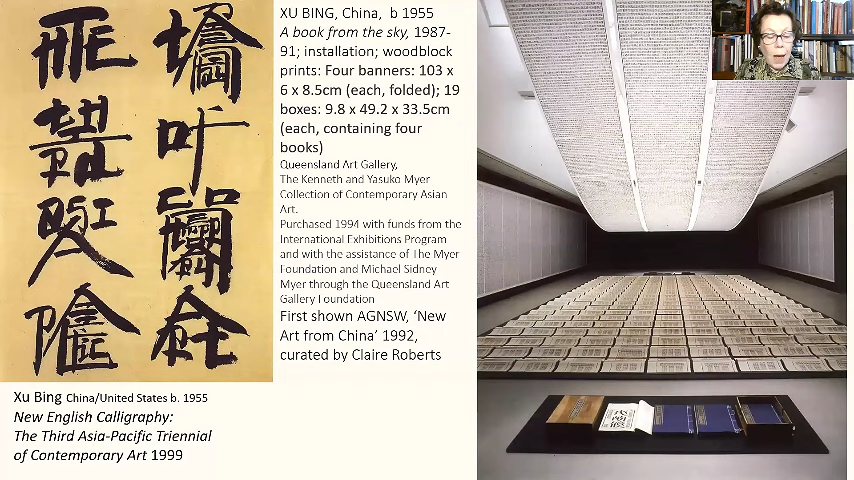 XU BING, China, b 1955
A book from the sky, 1987-
91; installation; woodblock
prints: Four banners: 103 x
6 x 8.5cm (each, folded); 19
boxes: 9.8 x 49.2 x 33.5cm
(each, containing four
books)
Queensland Art Gallery,
The Kenneth and Yasuko Myer
Collection of Contemporary Asian
Art.
Purchased 1994 with funds from the
International Exhibitions Program
and with the assistance of The Myer
Foundation and Michael Sidney
Myer through the Queensland Art
Gallery Foundation
First shown AGNSW, 'New
Art from China' 1992,
curated by Claire Roberts
Xu Bing China/United States b. 1955
New English Calligraphy:
The Third Asia-Pacific Triennial
of Contemporary Art 1999